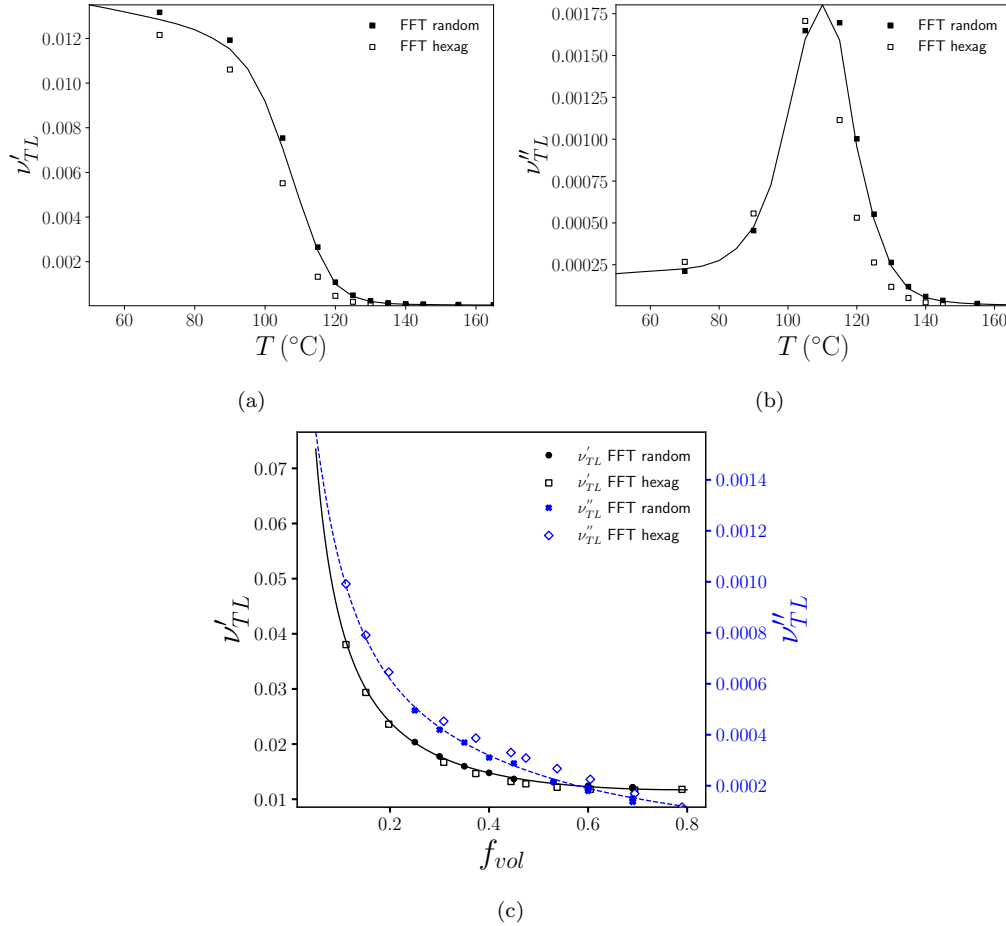 0.012
0.010
0.008
0.006
0.004
0.002
ν′TL
60 80 100 120 140 160
T (°C)
FFT random
FFT hexag
(a)
0.00175
0.00150
0.00125
0.00100
0.00075
0.00050
0.00025
ν′′TL
60 80 100 120 140 160
T (°C)
FFT random
FFT hexag
(b)
0.07
0.06
0.05
0.04
0.03
0.02
0.01
ν′TL
ν′TL FFT random
ν′TL FFT hexag
ν′′TL FFT random
ν′′TL FFT hexag
0.0014
0.0012
0.0010
0.0008
0.0006
0.0004
0.0002
ν′′TL
0.2 0.4 0.6 0.8
fvol
(c)